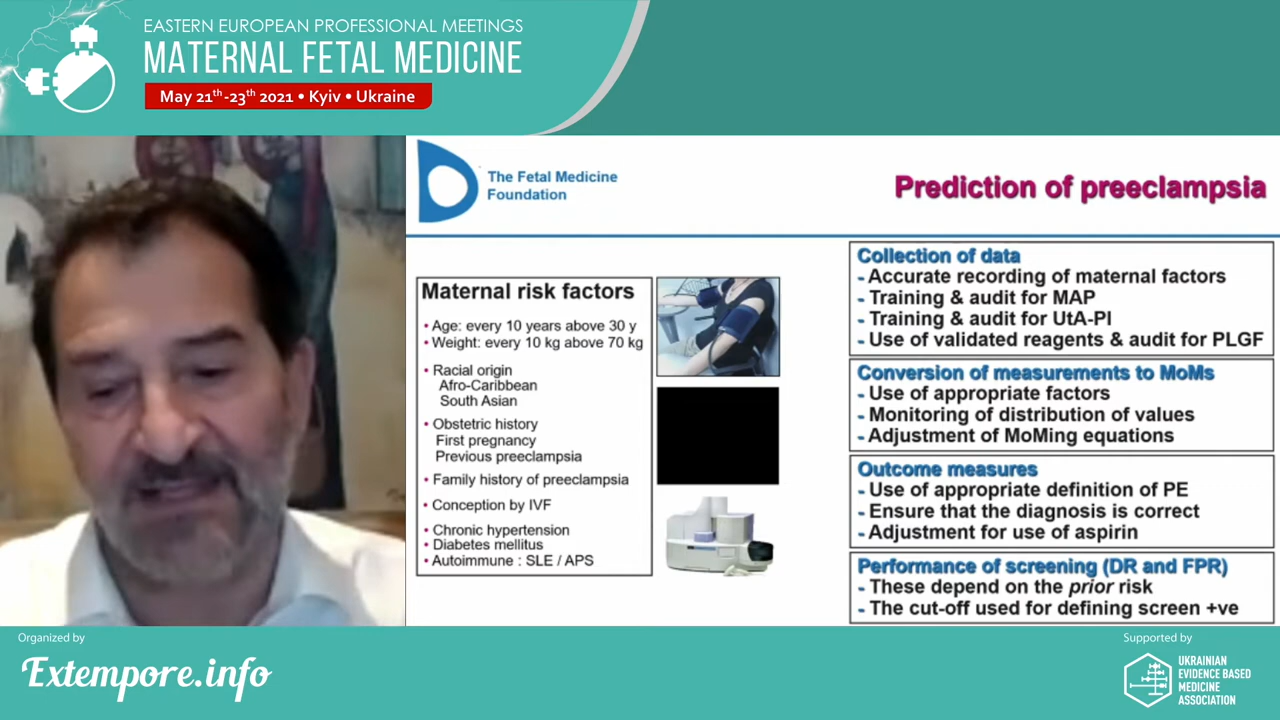 EASTERN EUROPEAN PROFESSIONAL MEETINGS
MATERNAL FETAL MEDICINE
May 21th-23th 2021 • Kyiv • Ukraine
The Fetal Medicine
Foundation
Prediction of preeclampsia
Maternal risk factors
• Age: every 10 years above 30 y
• Weight: every 10 kg above 70 kg
• Racial origin
Afro-Caribbean
South Asian
• Obstetric history
First pregnancy
Previous preeclampsia
• Family history of preeclampsia
• Conception by IVF
• Chronic hypertension
• Diabetes mellitus
• Autoimmune : SLE / APS
Collection of data
- Accurate recording of maternal factors
- Training & audit for MAP
- Training & audit for UtA-PI
- Use of validated reagents & audit for PLGF
Conversion of measurements to MoMs
- Use of appropriate factors
- Monitoring of distribution of values
- Adjustment of MoMing equations
Outcome measures
- Use of appropriate definition of PE
- Ensure that the diagnosis is correct
- Adjustment for use of aspirin
Performance of screening (DR and FPR)
- These depend on the prior risk
- The cut-off used for defining screen +ve
Organized by
Extempore.info
Supported by
UKRAINIAN
EVIDENCE BASED
MEDICINE
ASSOCIATION